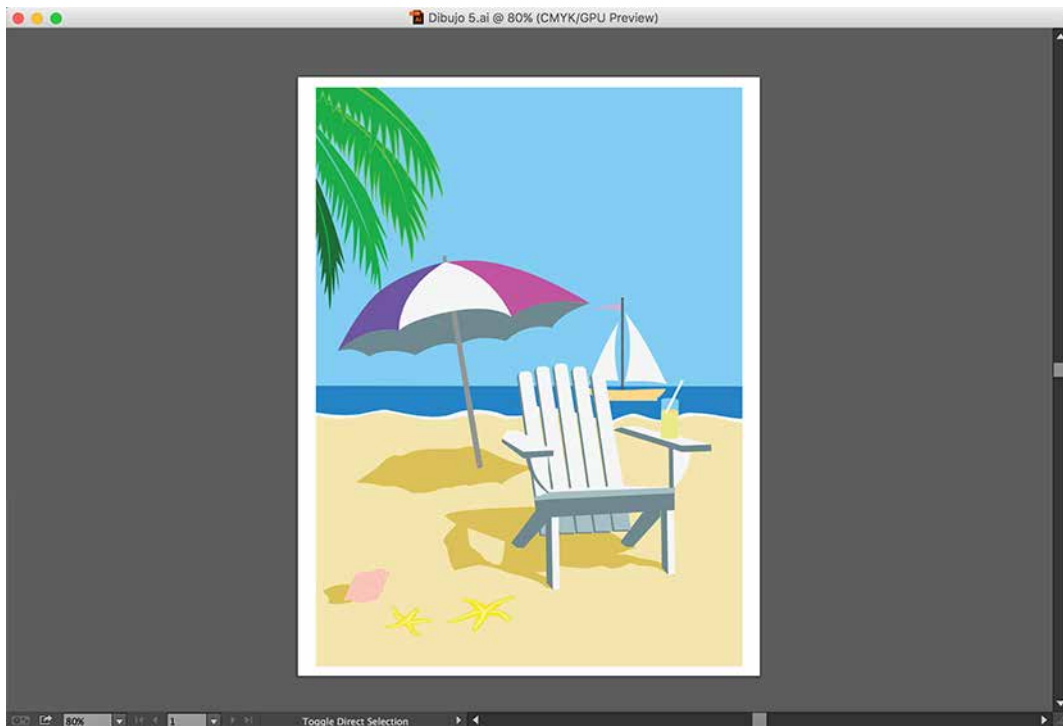 Dibujo 5.ai @ 80% (CMYK/GPU Preview)
80% 1 Toggle Direct Selection